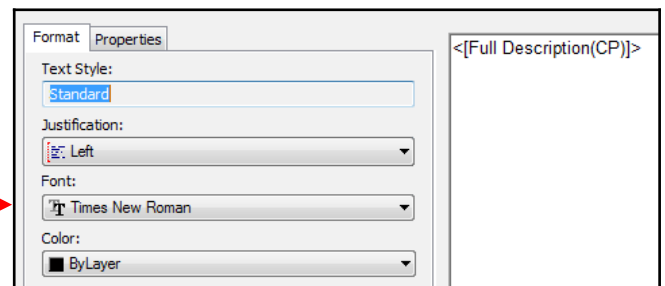 Format Properties
Text Style:
Standard
Justification:
Left
Font:
Times New Roman
Color:
ByLayer
<[Full Description(CP)]>